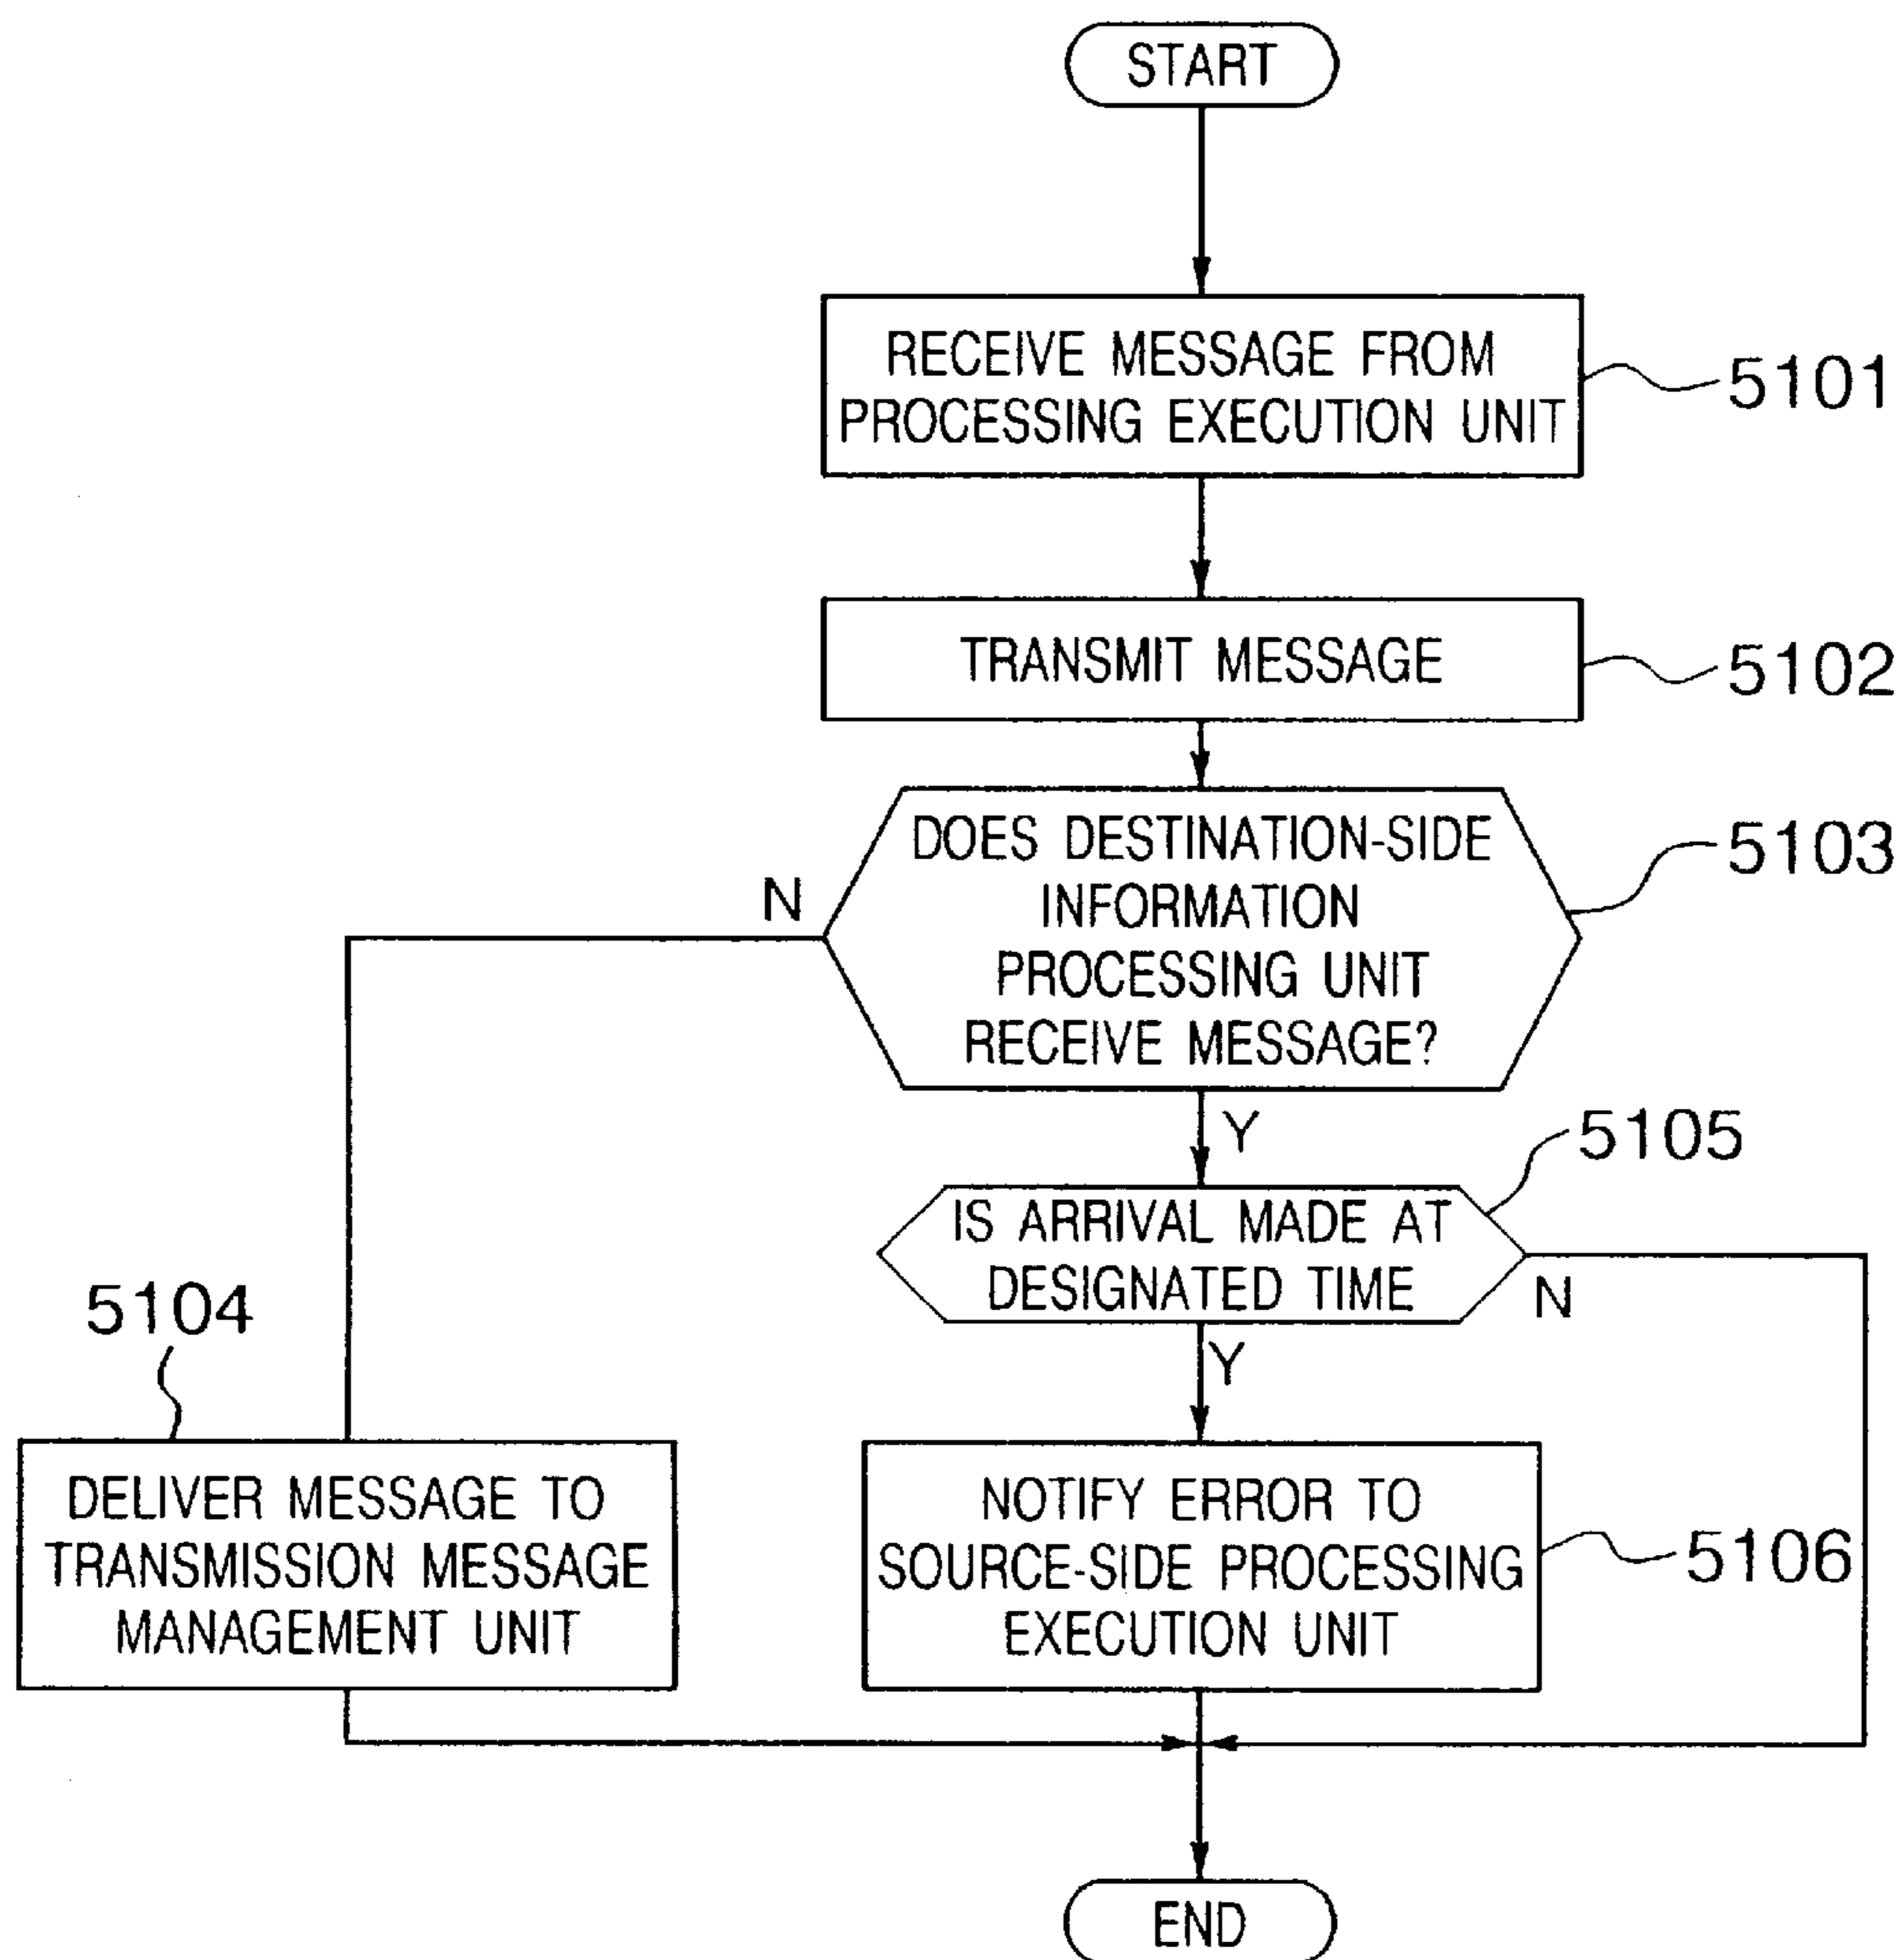 START
RECEIVE MESSAGE FROM
PROCESSING EXECUTION UNIT
5101
TRANSMIT MESSAGE
5102
DOES DESTINATION-SIDE
INFORMATION
PROCESSING UNIT
RECEIVE MESSAGE?
5103
N
Y
5105
IS ARRIVAL MADE AT
DESIGNATED TIME
N
Y
5104
DELIVER MESSAGE TO
TRANSMISSION MESSAGE
MANAGEMENT UNIT
NOTIFY ERROR TO
SOURCE-SIDE PROCESSING
EXECUTION UNIT
5106
END